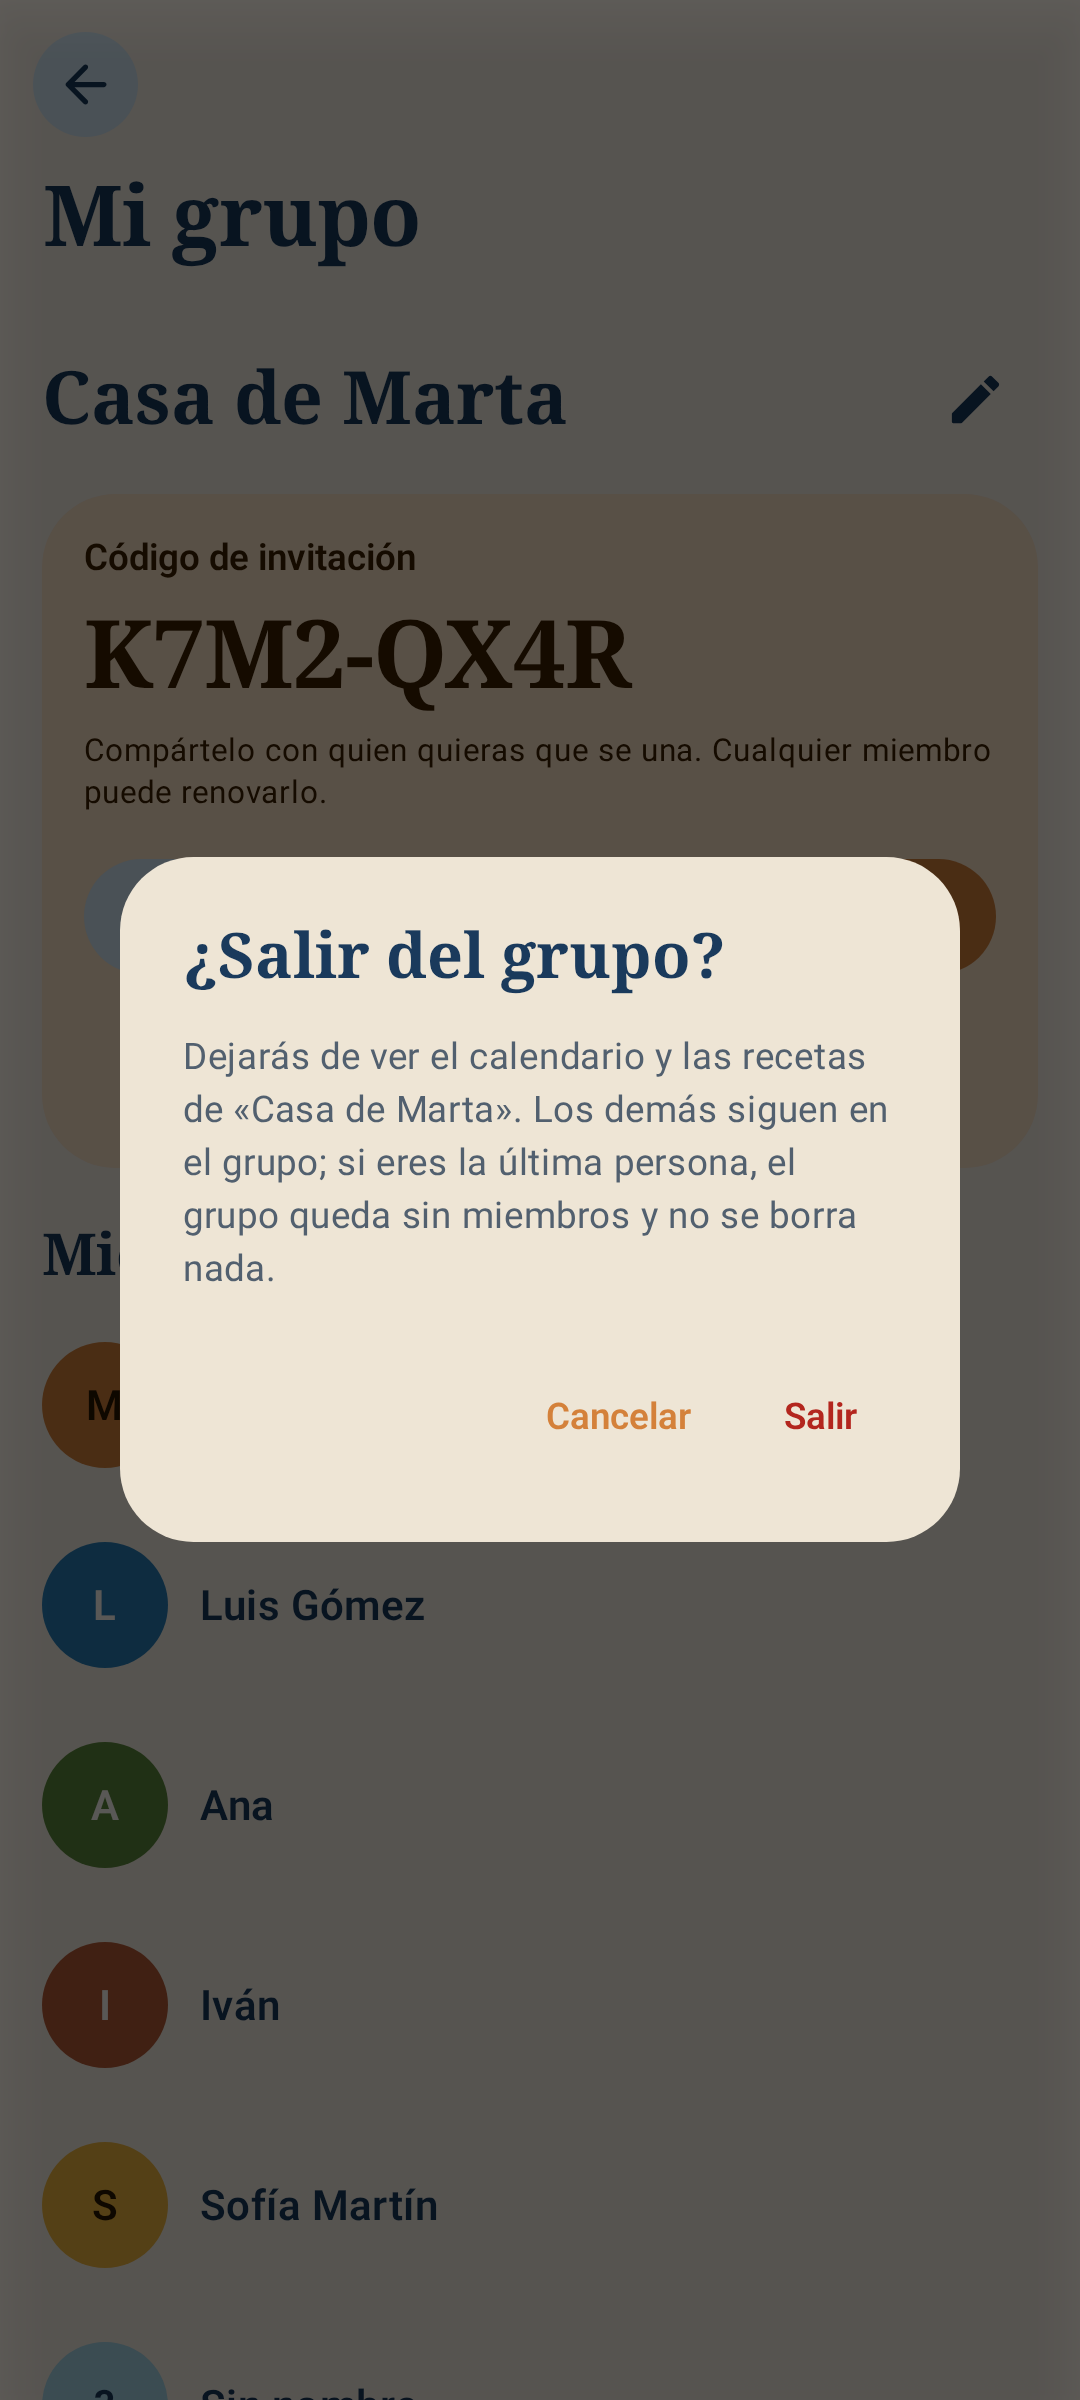 Mi grupo
Casa de Marta
Código de invitación
K7M2-QX4R
Compártelo con quien quieras que se una. Cualquier miembro
puede renovarlo.
¿Salir del grupo?
Dejarás de ver el calendario y las recetas
de «Casa de Marta». Los demás siguen en
el grupo; si eres la última persona, el
grupo queda sin miembros y no se borra
nada.
Cancelar
Salir
M
L
Luis Gómez
A
Ana
I
Iván
S
Sofía Martín
Sin nombre